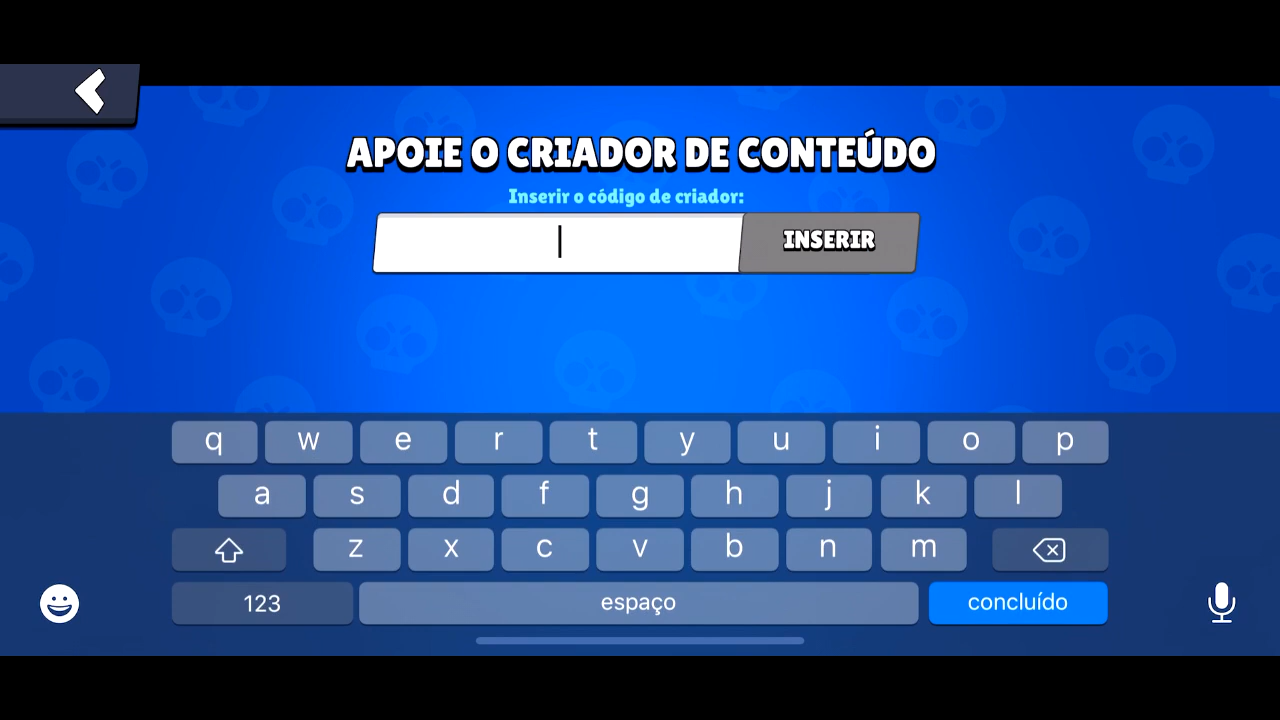 APOIE O CRIADOR DE CONTEÚDO
Inserir o código de criador:
INSERIR
q w e r t y u i o p
a s d f g h j k l
z x c v b n m
123 espaço concluído